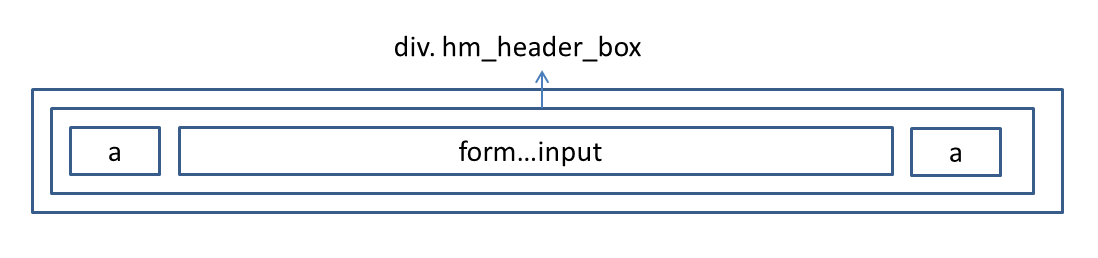 div. hm_header_box
a
form...input
a